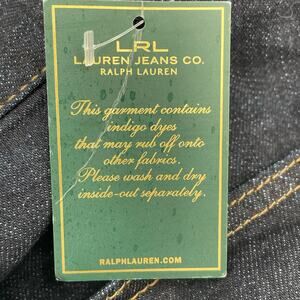 LRL
LAUREN JEANS CO.
RALPH LAUREN
This garment contains
indigo dyes
that may rub off onto
other fabrics.
Please wash and dry
inside-out separately.
RALPHLAUREN.COM